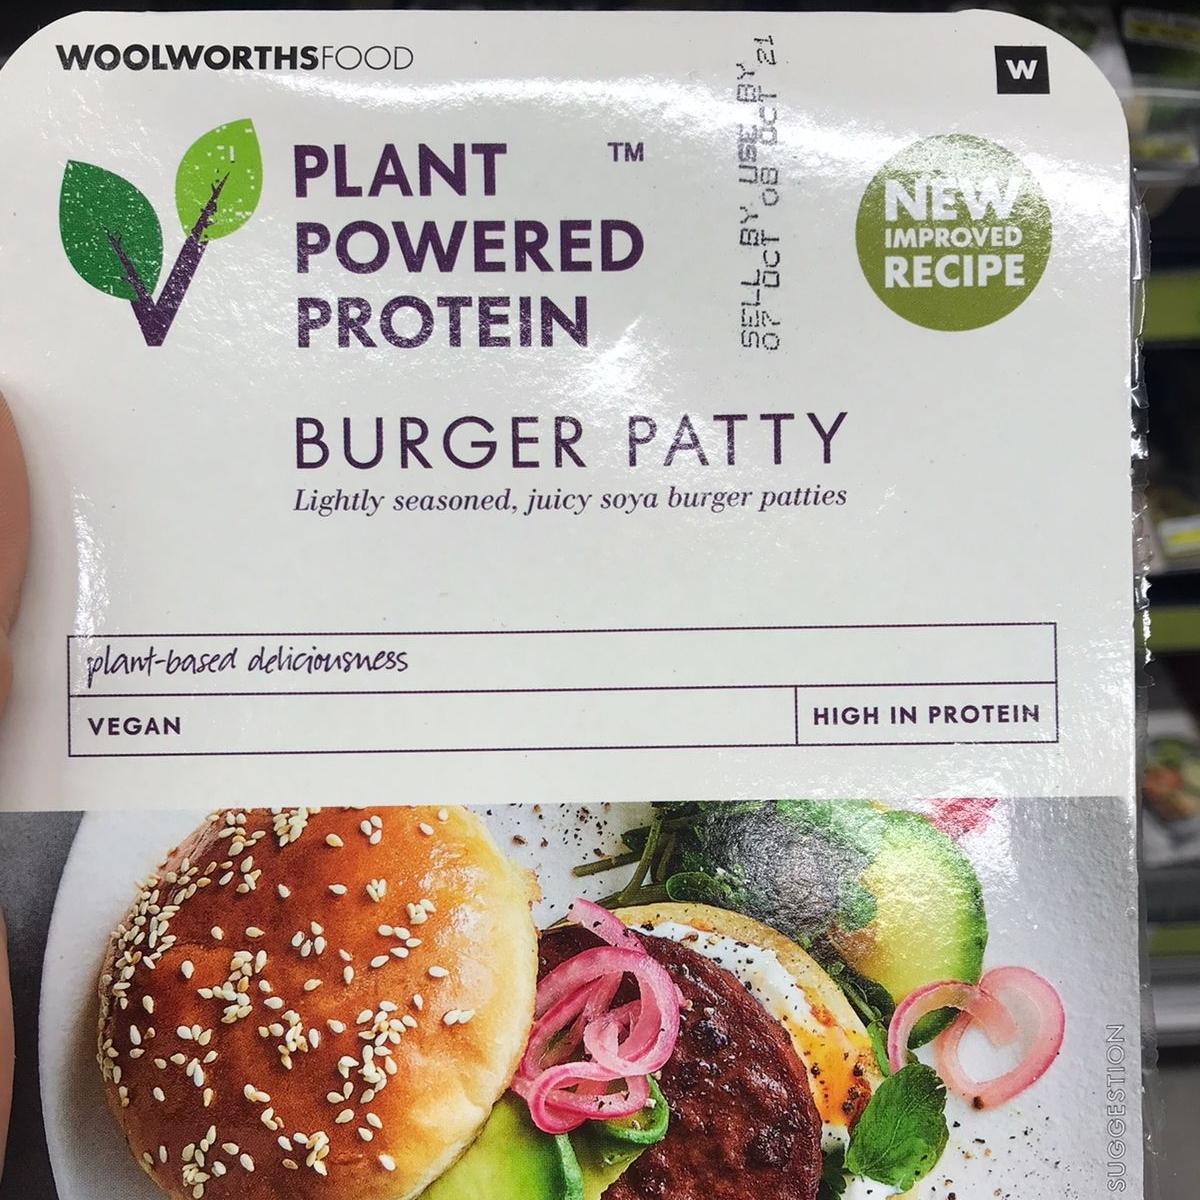 WOOLWORTHSFOOD
W
PLANT ™
POWERED
PROTEIN
SELL BY USE BY
07 OCT 08 OCT 21
NEW
IMPROVED
RECIPE
BURGER PATTY
Lightly seasoned, juicy soya burger patties
plant-based deliciousness
VEGAN
HIGH IN PROTEIN
SUGGESTION